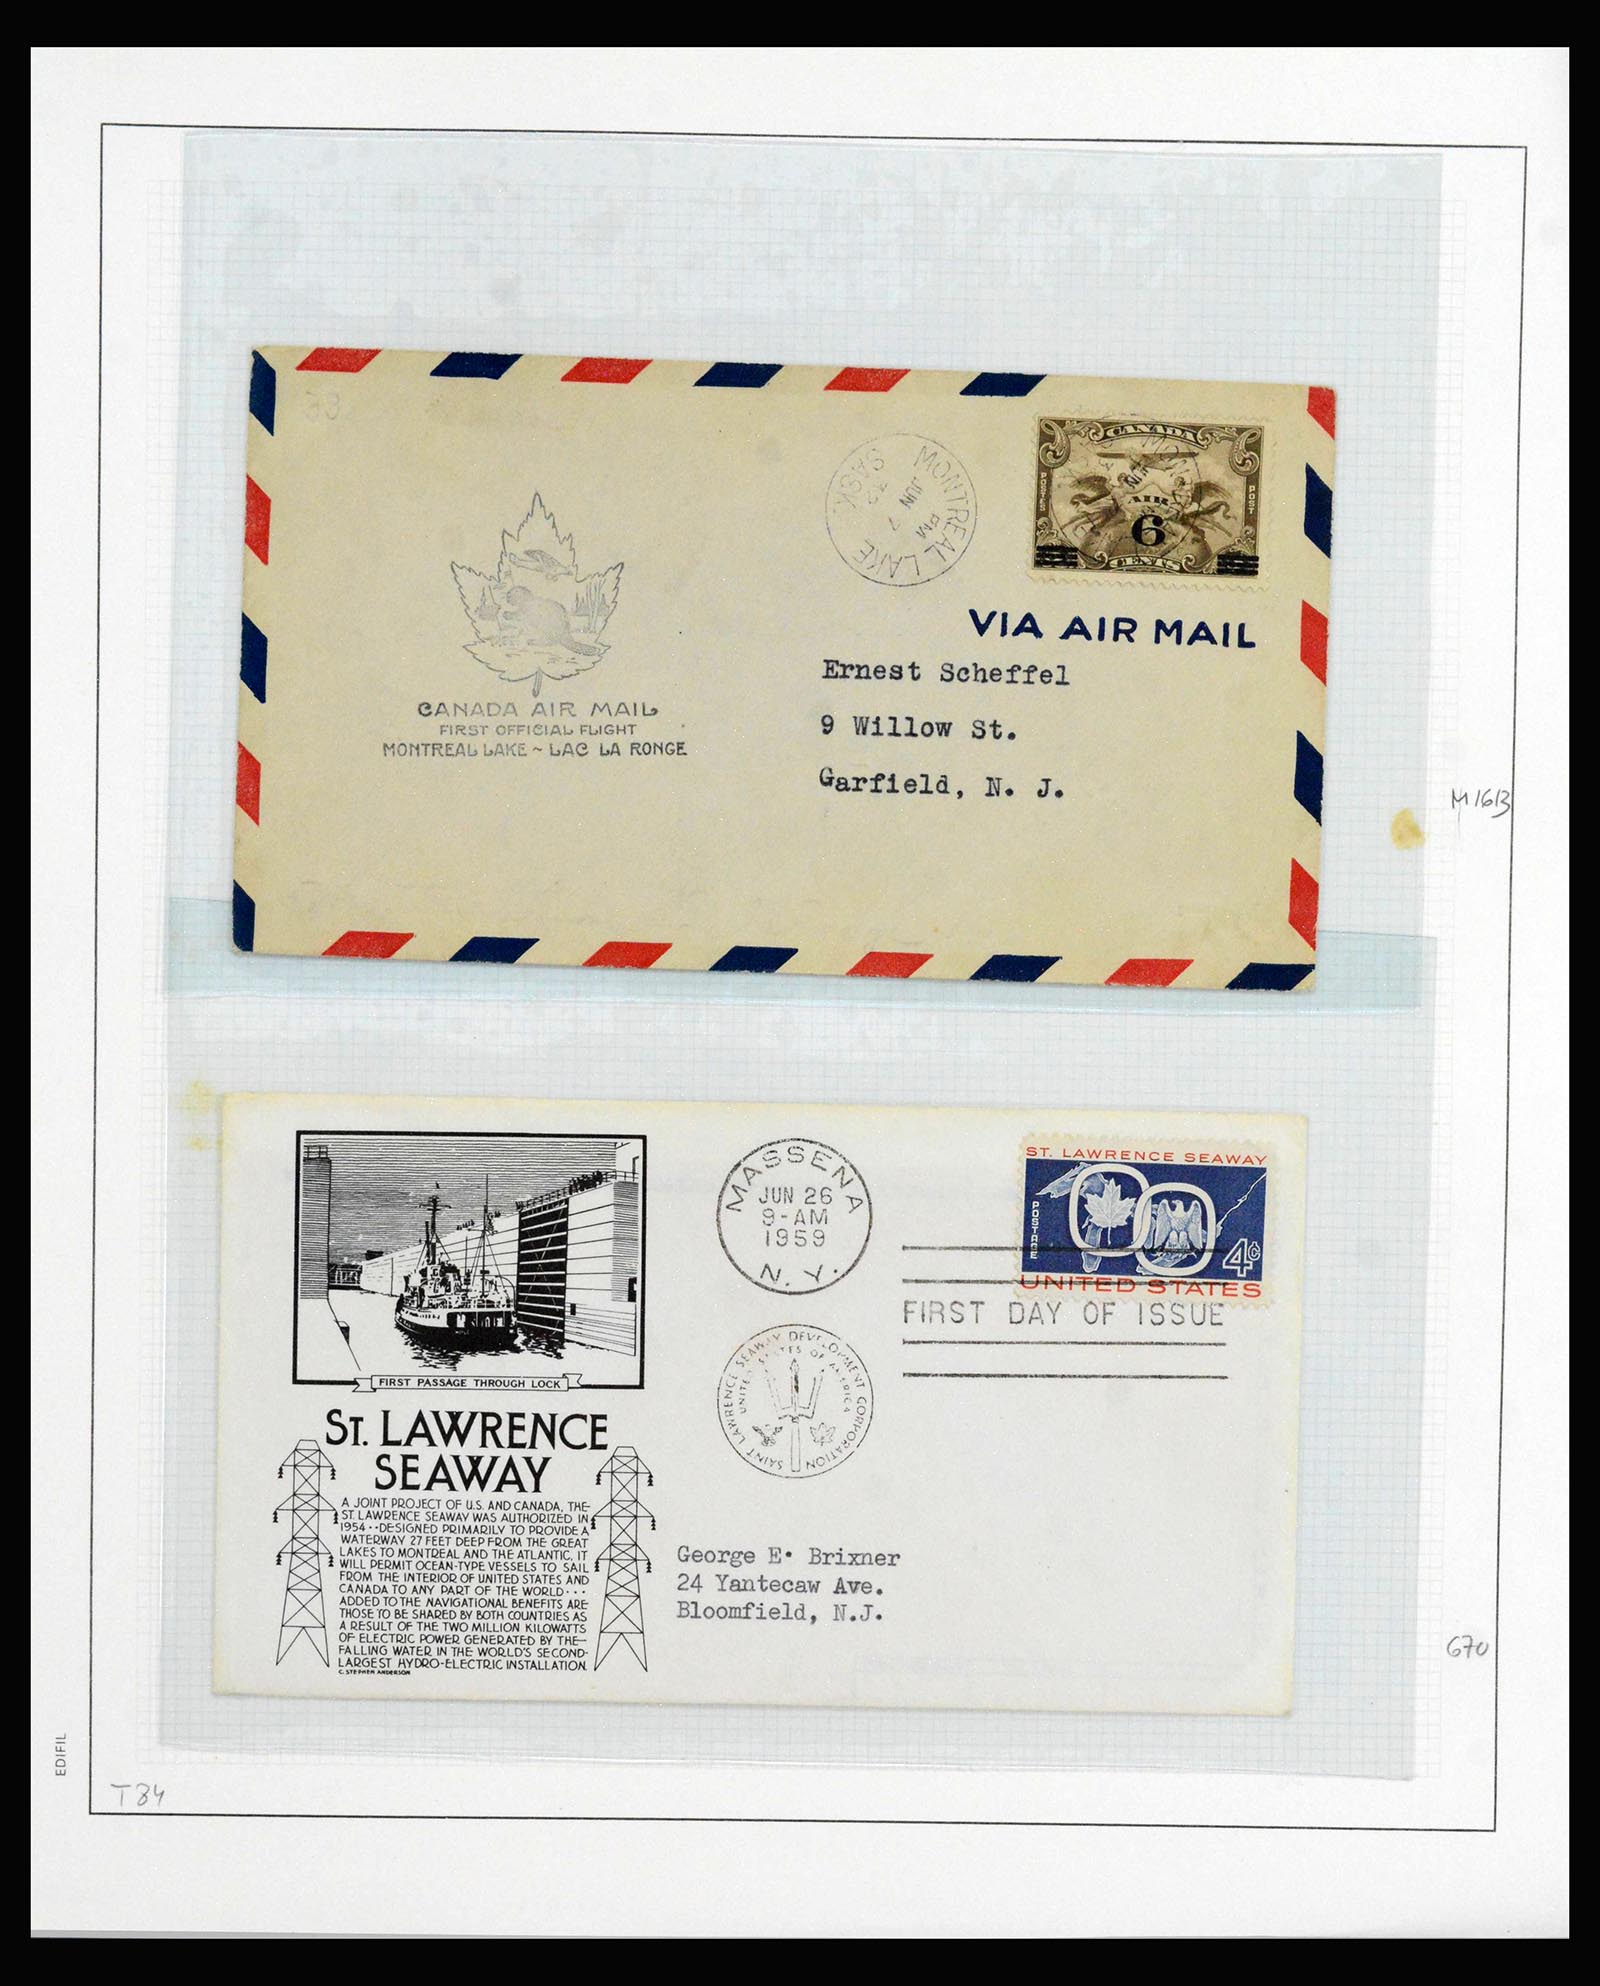 CANADA
POSTES
POST
AIR
6
CENTS
MONTREAL LAKE
SASK
PM
JUN 7
32
VIA AIR MAIL
Ernest Scheffel
9 Willow St.
Garfield, N. J.
CANADA AIR MAIL
FIRST OFFICIAL FLIGHT
MONTREAL LAKE ~ LAC LA RONGE
M1613
FIRST PASSAGE THROUGH LOCK
ST. LAWRENCE
SEAWAY
A JOINT PROJECT OF U.S. AND CANADA, THE-
ST. LAWRENCE SEAWAY WAS AUTHORIZED IN
1954··DESIGNED PRIMARILY TO PROVIDE A
WATERWAY 27 FEET DEEP FROM THE GREAT
LAKES TO MONTREAL AND THE ATLANTIC, IT
WILL PERMIT OCEAN-TYPE VESSELS TO SAIL
FROM THE INTERIOR OF UNITED STATES AND
CANADA TO ANY PART OF THE WORLD···
ADDED TO THE NAVIGATIONAL BENEFITS ARE
THOSE TO BE SHARED BY BOTH COUNTRIES AS
A RESULT OF THE TWO MILLION KILOWATTS
OF ELECTRIC POWER GENERATED BY THE—
FALLING WATER IN THE WORLD'S SECOND-
LARGEST HYDRO-ELECTRIC INSTALLATION.
C. STEPHEN ANDERSON
MASSENA
JUN 26
9-AM
1959
N. Y.
SAINT LAWRENCE SEAWAY DEVELOPMENT CORPORATION
UNITED STATES OF AMERICA
ST. LAWRENCE SEAWAY
POSTAGE
4¢
UNITED STATES
FIRST DAY OF ISSUE
George E. Brixner
24 Yantecaw Ave.
Bloomfield, N.J.
670
EDIFIL
T84